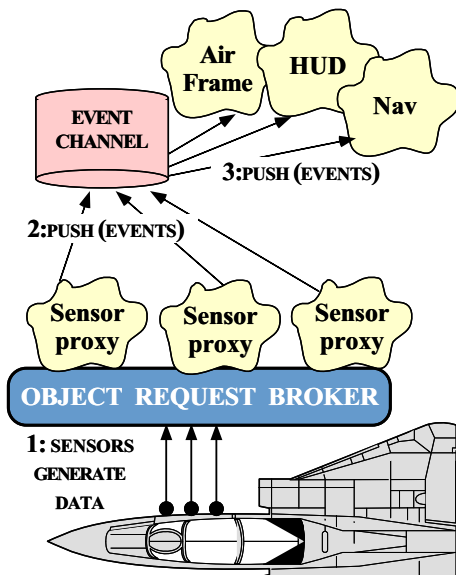 Air
Frame
HUD
Nav
EVENT
CHANNEL
3:PUSH (EVENTS)
2:PUSH (EVENTS)
Sensor
proxy
Sensor
proxy
Sensor
proxy
OBJECT REQUEST BROKER
1: SENSORS
GENERATE
DATA